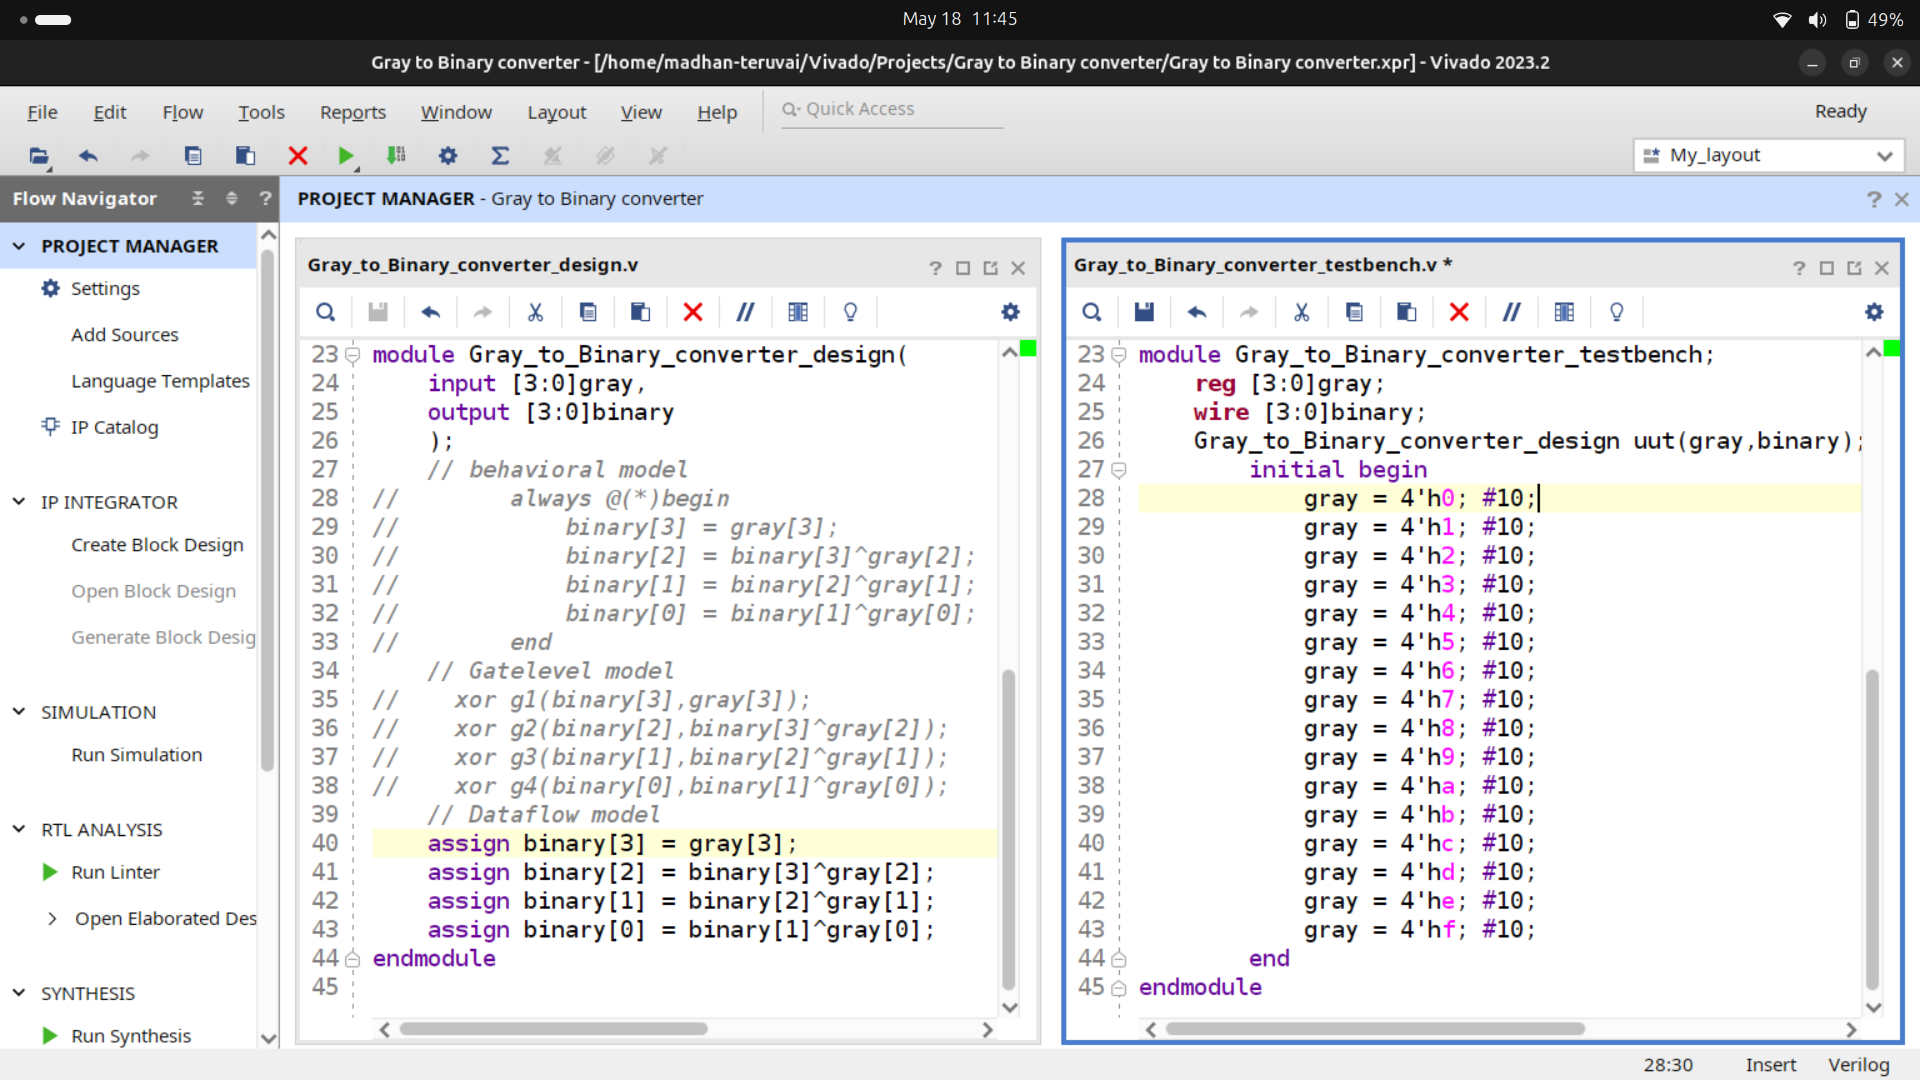 May 18 11:45
49%
Gray to Binary converter - [/home/madhan-teruvai/Vivado/Projects/Gray to Binary converter/Gray to Binary converter.xpr] - Vivado 2023.2
File Edit Flow Tools Reports Window Layout View Help Quick Access Ready
My_layout
Flow Navigator
PROJECT MANAGER - Gray to Binary converter
PROJECT MANAGER
Settings
Add Sources
Language Templates
IP Catalog
IP INTEGRATOR
Create Block Design
Open Block Design
Generate Block Desig
SIMULATION
Run Simulation
RTL ANALYSIS
Run Linter
Open Elaborated Des
SYNTHESIS
Run Synthesis
Gray_to_Binary_converter_design.v
23 module Gray_to_Binary_converter_design(
24 input [3:0]gray,
25 output [3:0]binary
26 );
27 // behavioral model
28 // always @(*)begin
29 // binary[3] = gray[3];
30 // binary[2] = binary[3]^gray[2];
31 // binary[1] = binary[2]^gray[1];
32 // binary[0] = binary[1]^gray[0];
33 // end
34 // Gatelevel model
35 // xor g1(binary[3],gray[3]);
36 // xor g2(binary[2],binary[3]^gray[2]);
37 // xor g3(binary[1],binary[2]^gray[1]);
38 // xor g4(binary[0],binary[1]^gray[0]);
39 // Dataflow model
40 assign binary[3] = gray[3];
41 assign binary[2] = binary[3]^gray[2];
42 assign binary[1] = binary[2]^gray[1];
43 assign binary[0] = binary[1]^gray[0];
44 endmodule
45
Gray_to_Binary_converter_testbench.v *
23 module Gray_to_Binary_converter_testbench;
24 reg [3:0]gray;
25 wire [3:0]binary;
26 Gray_to_Binary_converter_design uut(gray,binary);
27 initial begin
28 gray = 4'h0; #10;
29 gray = 4'h1; #10;
30 gray = 4'h2; #10;
31 gray = 4'h3; #10;
32 gray = 4'h4; #10;
33 gray = 4'h5; #10;
34 gray = 4'h6; #10;
35 gray = 4'h7; #10;
36 gray = 4'h8; #10;
37 gray = 4'h9; #10;
38 gray = 4'ha; #10;
39 gray = 4'hb; #10;
40 gray = 4'hc; #10;
41 gray = 4'hd; #10;
42 gray = 4'he; #10;
43 gray = 4'hf; #10;
44 end
45 endmodule
28:30 Insert Verilog